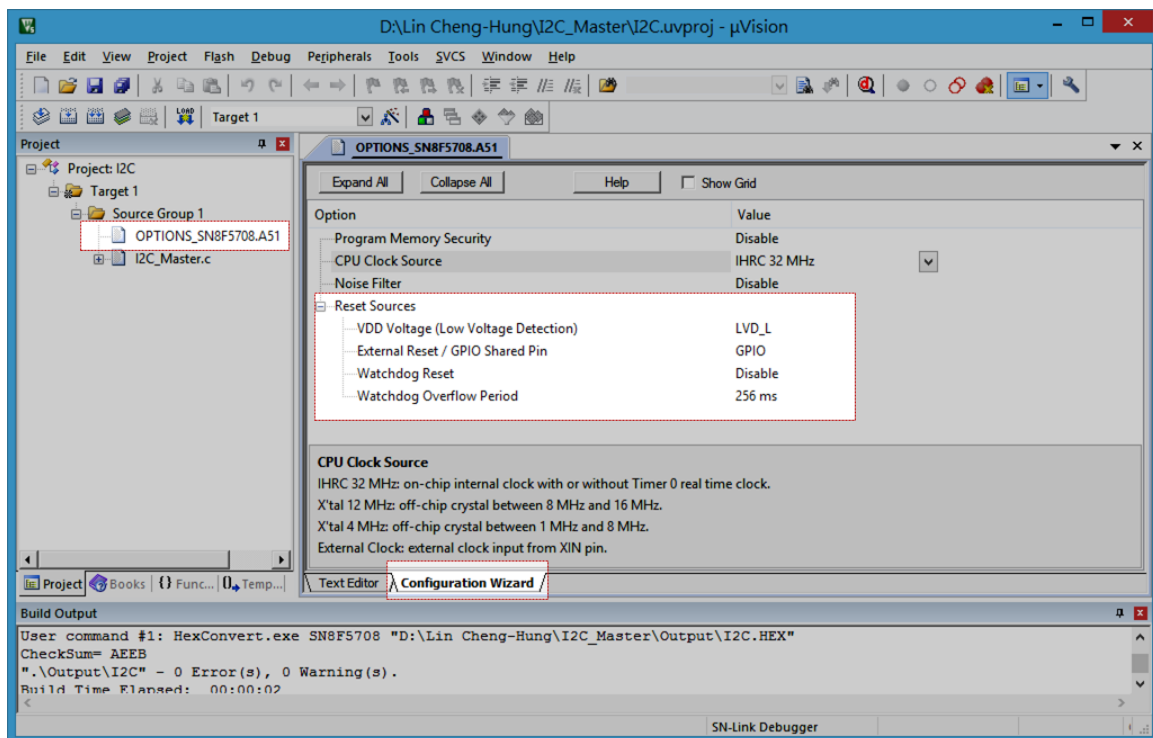 D:\Lin Cheng-Hung\I2C_Master\I2C.uvproj - µVision
File Edit View Project Flash Debug Peripherals Tools SVCS Window Help
LOAD Target 1
Project
OPTIONS_SN8F5708.A51
Project: I2C
Target 1
Source Group 1
OPTIONS_SN8F5708.A51
I2C_Master.c
Expand All Collapse All Help Show Grid
Option Value
Program Memory Security Disable
CPU Clock Source IHRC 32 MHz
Noise Filter Disable
Reset Sources
VDD Voltage (Low Voltage Detection) LVD_L
External Reset / GPIO Shared Pin GPIO
Watchdog Reset Disable
Watchdog Overflow Period 256 ms
CPU Clock Source
IHRC 32 MHz: on-chip internal clock with or without Timer 0 real time clock.
X'tal 12 MHz: off-chip crystal between 8 MHz and 16 MHz.
X'tal 4 MHz: off-chip crystal between 1 MHz and 8 MHz.
External Clock: external clock input from XIN pin.
Project Books {} Func... Temp...
Text Editor Configuration Wizard
Build Output
User command #1: HexConvert.exe SN8F5708 "D:\Lin Cheng-Hung\I2C_Master\Output\I2C.HEX"
CheckSum= AEEB
".\Output\I2C" - 0 Error(s), 0 Warning(s).
Build Time Elapsed: 00:00:02
SN-Link Debugger